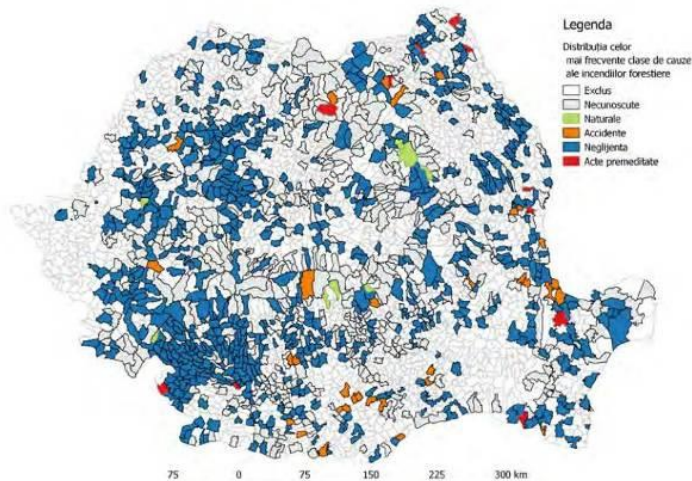 Legenda
Distribuția celor
mai frecvente clase de cauze
ale incendiilor forestiere
Exclus
Necunoscute
Naturale
Accidente
Neglijenta
Acte premeditate
75 0 75 150 225 300 km